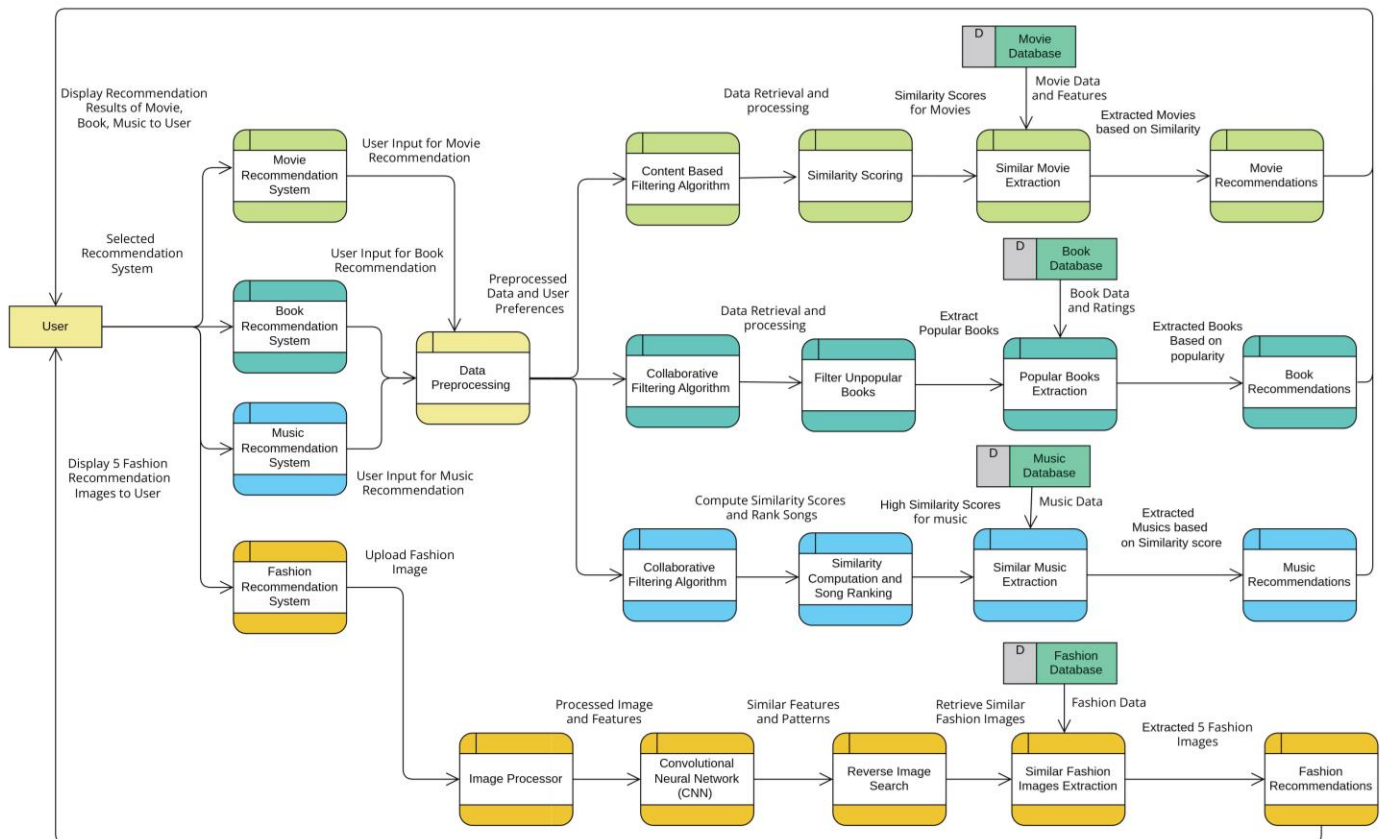 D
Movie
Database
Display Recommendation
Results of Movie,
Book, Music to User
Data Retrieval and
processing
Similarity Scores
for Movies
Movie Data
and Features
Extracted Movies
based on Similarity
User Input for Movie
Recommendation
Movie
Recommendation
System
Content Based
Filtering Algorithm
Similarity Scoring
Similar Movie
Extraction
Movie
Recommendations
Selected
Recommendation
System
User Input for Book
Recommendation
D
Book
Database
Preprocessed
Data and User
Preferences
Book Data
and Ratings
User
Book
Recommendation
System
Data Retrieval and
processing
Extract
Popular Books
Extracted Books
Based on
popularity
Data
Preprocessing
Collaborative
Filtering Algorithm
Filter Unpopular
Books
Popular Books
Extraction
Book
Recommendations
Music
Recommendation
System
Display 5 Fashion
Recommendation
Images to User
User Input for Music
Recommendation
D
Music
Database
Compute Similarity Scores
and Rank Songs
High Similarity Scores
for music
Music Data
Extracted
Musics based
on Similarity score
Upload Fashion
Image
Fashion
Recommendation
System
Collaborative
Filtering Algorithm
Similarity
Computation and
Song Ranking
Similar Music
Extraction
Music
Recommendations
D
Fashion
Database
Processed Image
and Features
Similar Features
and Patterns
Retrieve Similar
Fashion Images
Fashion Data
Extracted 5 Fashion
Images
Image Processor
Convolutional
Neural Network
(CNN)
Reverse Image
Search
Similar Fashion
Images Extraction
Fashion
Recommendations